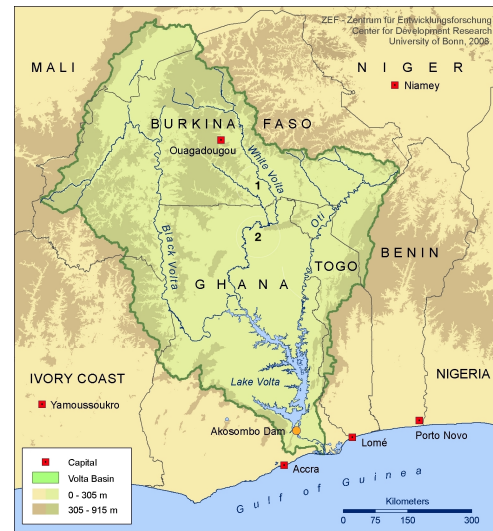 ZEF - Zentrum für Entwicklungsforschung
Center for Development Research
University of Bonn, 2008
MALI
NIGER
Niamey
BURKINA FASO
Ouagadougou
White Volta
1
Oti
2
Black Volta
BENIN
TOGO
GHANA
IVORY COAST
Lake Volta
NIGERIA
Yamoussoukro
Akosombo Dam
Porto Novo
Lomé
Accra
Gulf of Guinea
Capital
Volta Basin
0 - 305 m
305 - 915 m
Kilometers
0 75 150 300